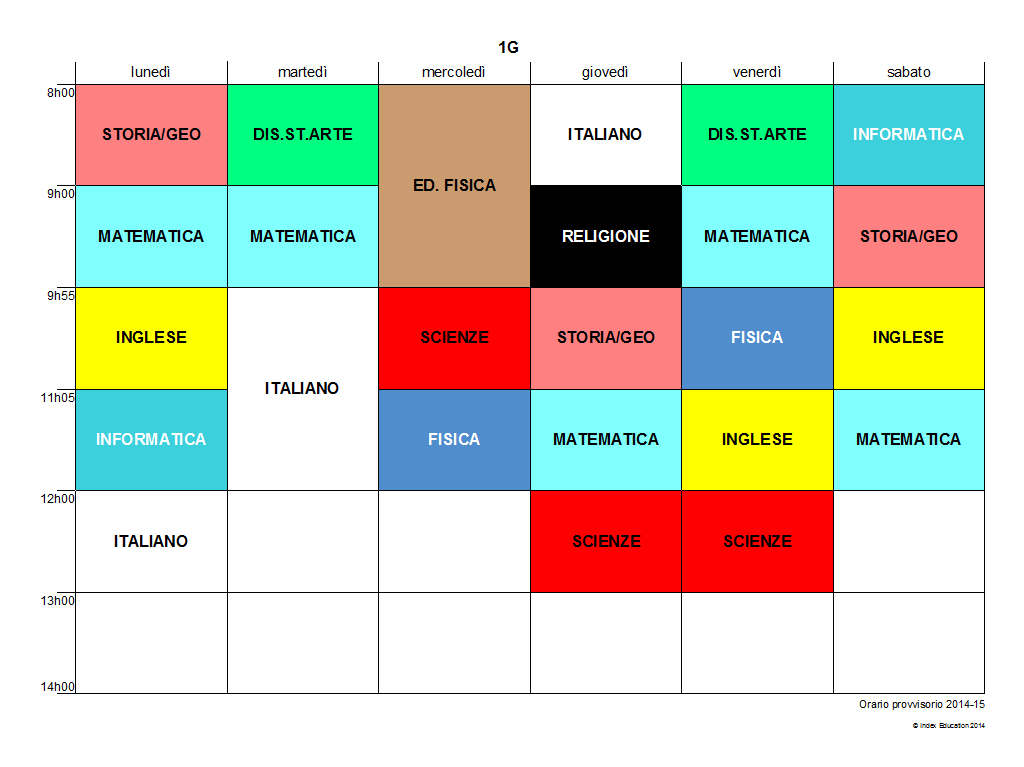 1G
lunedì martedì mercoledì giovedì venerdì sabato
8h00
STORIA/GEO DIS.ST.ARTE ITALIANO DIS.ST.ARTE INFORMATICA
ED. FISICA
9h00
MATEMATICA MATEMATICA RELIGIONE MATEMATICA STORIA/GEO
9h55
INGLESE SCIENZE STORIA/GEO FISICA INGLESE
ITALIANO
11h05
INFORMATICA FISICA MATEMATICA INGLESE MATEMATICA
12h00
ITALIANO SCIENZE SCIENZE
13h00
14h00
Orario provvisorio 2014-15
© Index Education 2014